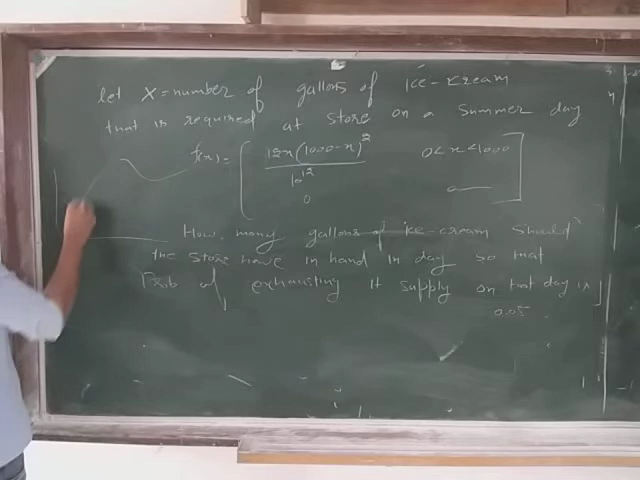 let X = number of gallons of ice-kream
that is required at store on a summer day
f(x) = 12x(1000-x)² / 10¹² 0 < x < 1000
0
How many gallons of ice-cream should
the store have in hand in day so that
Prob of exhausting it supply on that day is
0.05